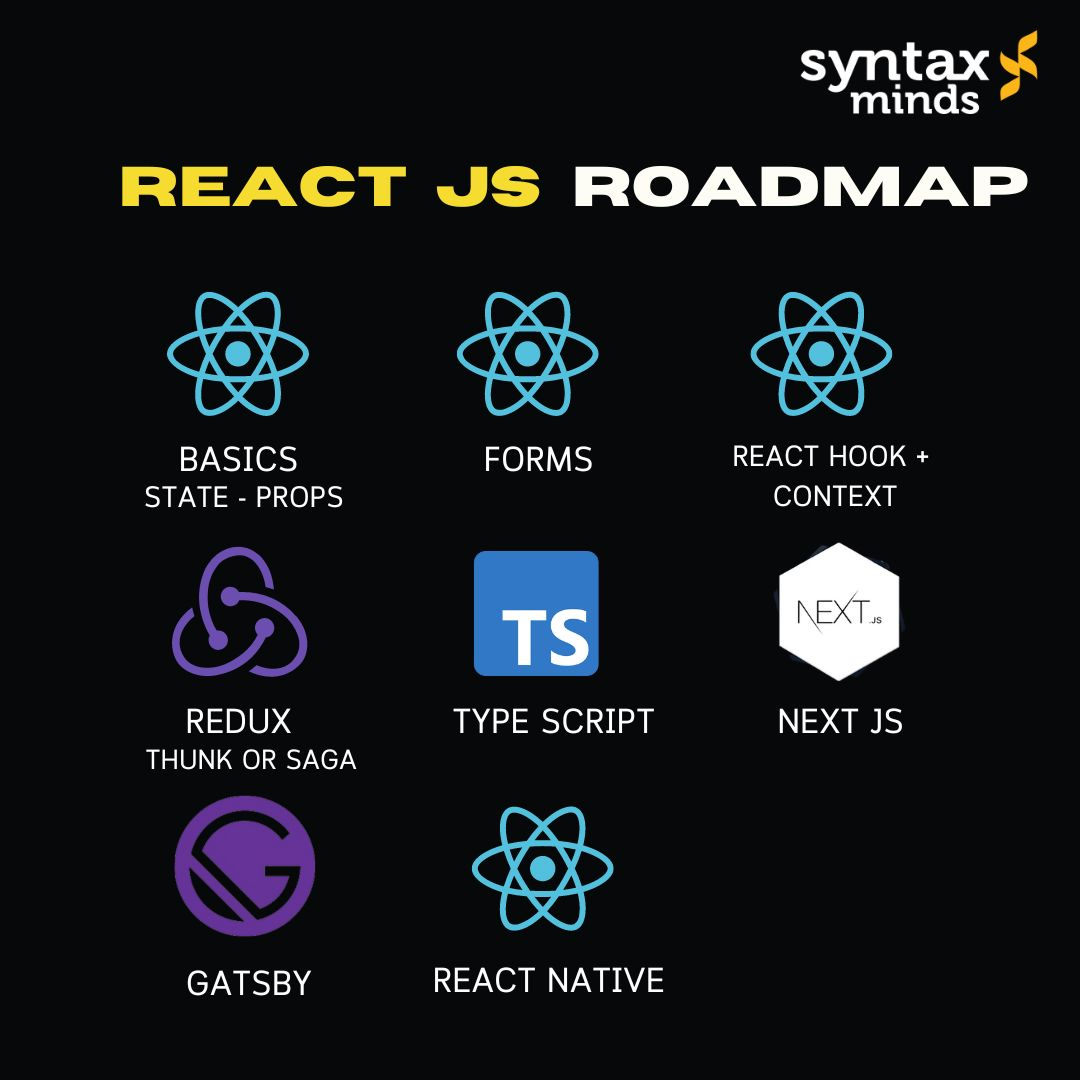 syntax
minds
REACT JS ROADMAP
BASICS
STATE - PROPS
FORMS
REACT HOOK +
CONTEXT
REDUX
THUNK OR SAGA
TS
TYPE SCRIPT
NEXT.JS
NEXT JS
GATSBY
REACT NATIVE